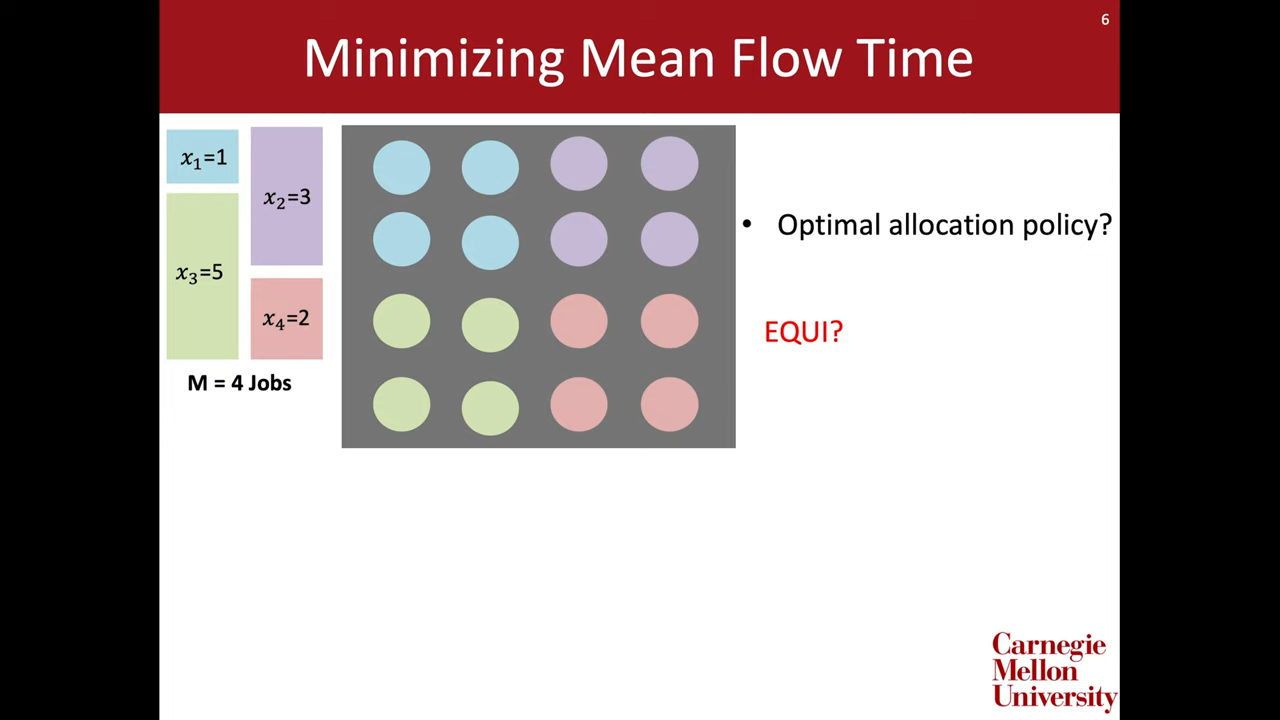 6
Minimizing Mean Flow Time
x₁=1
x₂=3
x₃=5
x₄=2
M = 4 Jobs
• Optimal allocation policy?
EQUI?
Carnegie
Mellon
University